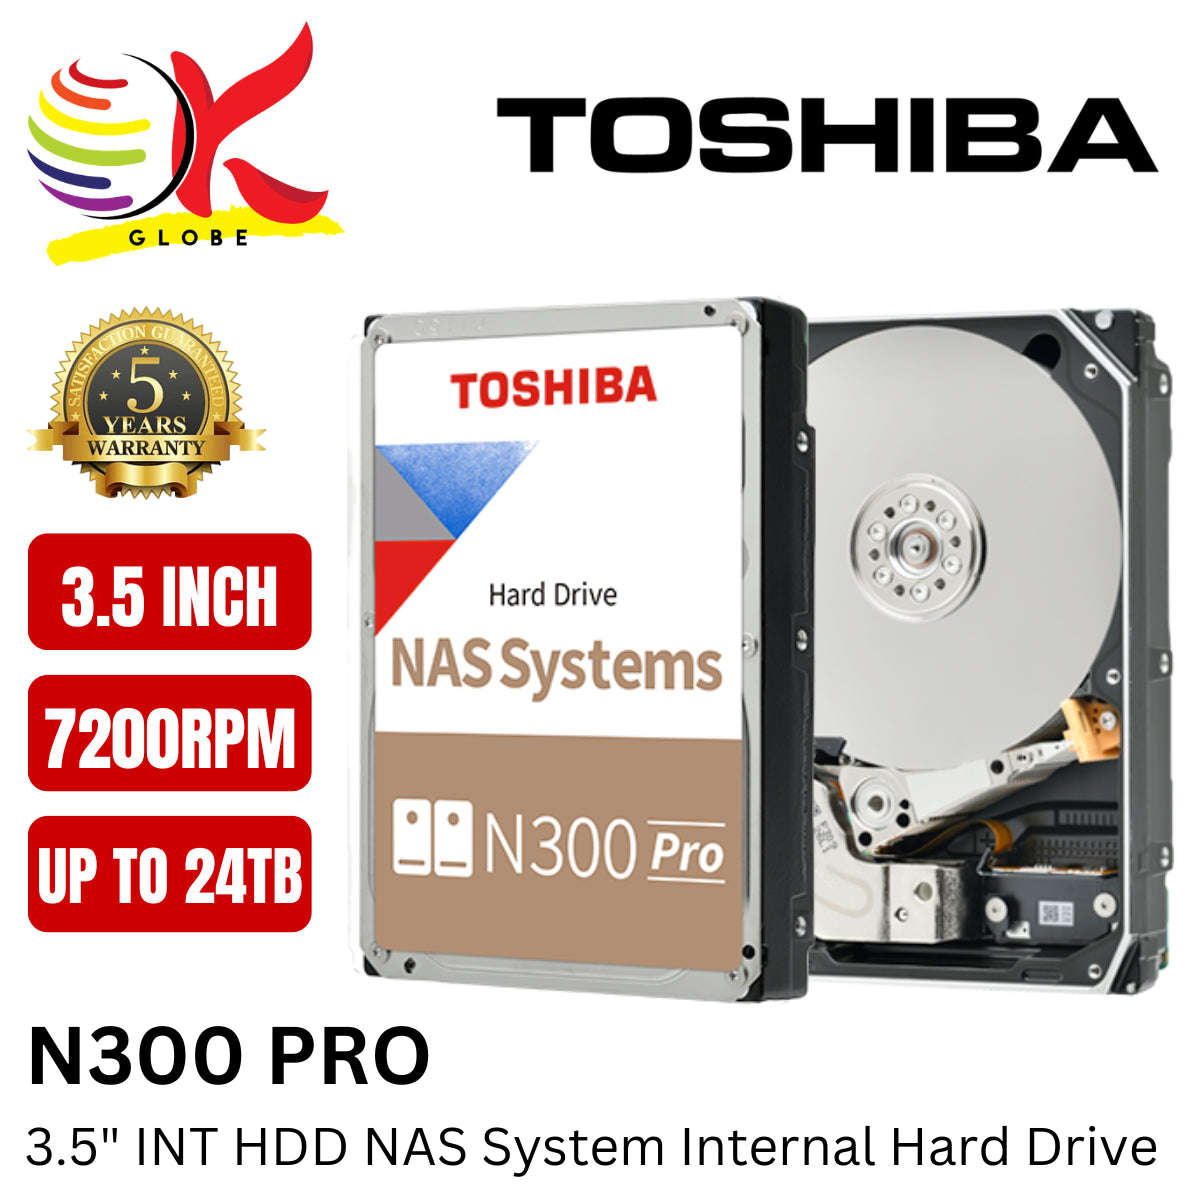 OK
GLOBE
TOSHIBA
SATISFACTION GUARANTEED
5
YEARS
WARRANTY
3.5 INCH
7200RPM
UP TO 24TB
TOSHIBA
Hard Drive
NAS Systems
N300 Pro
N300 PRO
3.5" INT HDD NAS System Internal Hard Drive